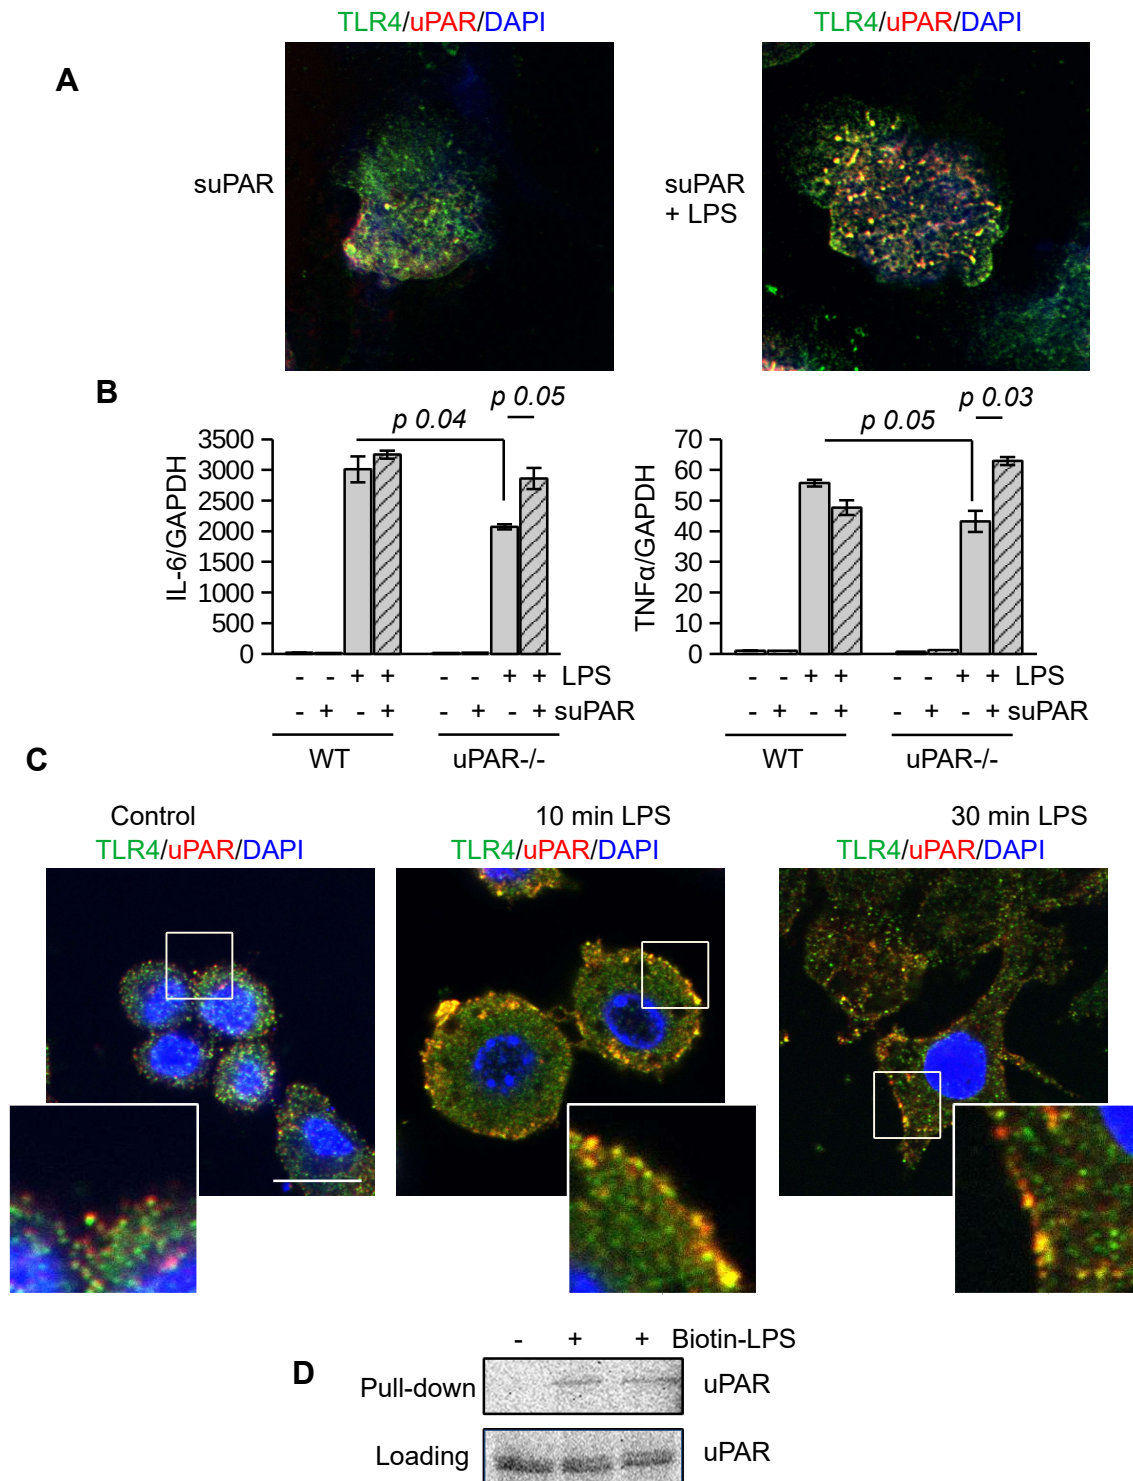 A
TLR4/uPAR/DAPI
TLR4/uPAR/DAPI
suPAR
suPAR
+ LPS
B
p 0.04
p 0.05
IL-6/GAPDH
3500
3000
2500
2000
1500
1000
500
0
- - + + - - + + LPS
- + - + - + - + suPAR
WT
uPAR-/-
p 0.05
p 0.03
TNFα/GAPDH
70
60
50
40
30
20
10
0
- - + + - - + + LPS
- + - + - + - + suPAR
WT
uPAR-/-
C
Control
TLR4/uPAR/DAPI
10 min LPS
TLR4/uPAR/DAPI
30 min LPS
TLR4/uPAR/DAPI
D
- + + Biotin-LPS
Pull-down
uPAR
Loading
uPAR